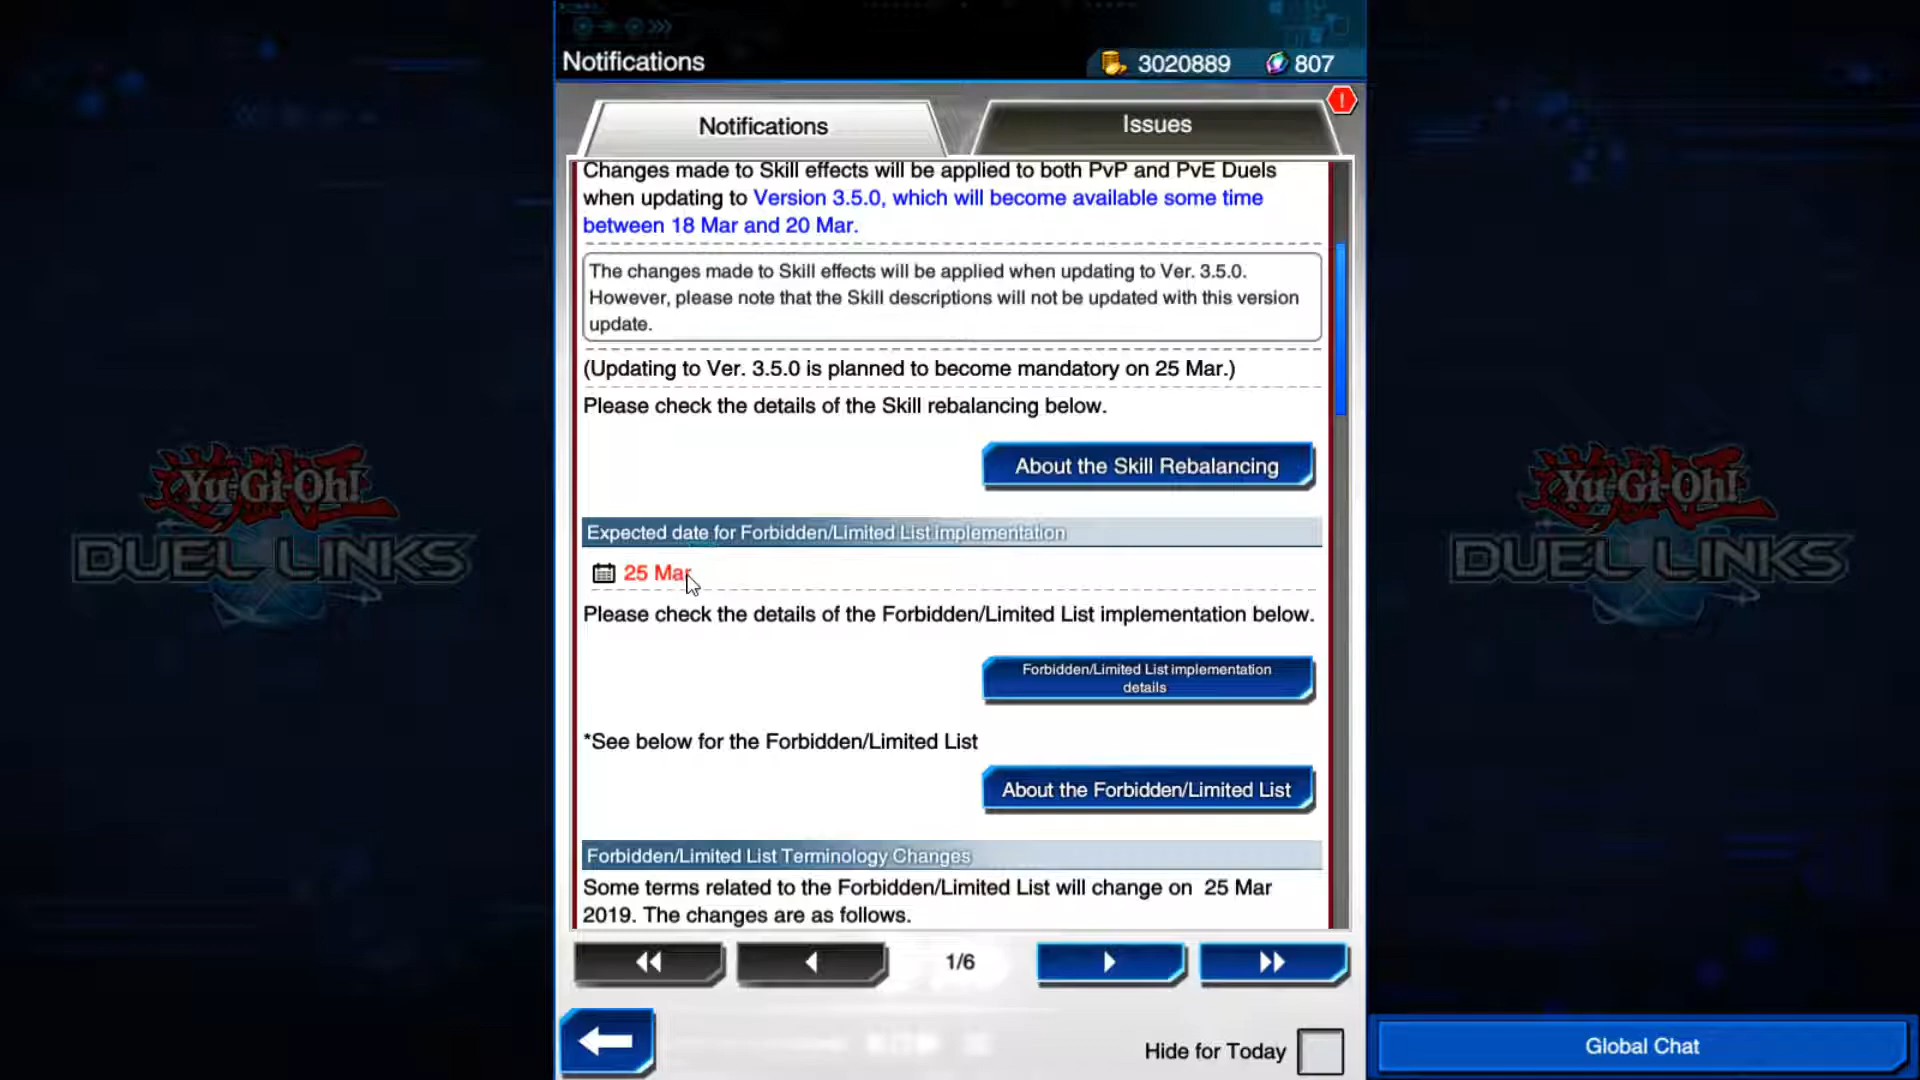 Notifications
3020889
807
Notifications
Issues
!
Changes made to Skill effects will be applied to both PvP and PvE Duels
when updating to Version 3.5.0, which will become available some time
between 18 Mar and 20 Mar.
The changes made to Skill effects will be applied when updating to Ver. 3.5.0.
However, please note that the Skill descriptions will not be updated with this version
update.
(Updating to Ver. 3.5.0 is planned to become mandatory on 25 Mar.)
Please check the details of the Skill rebalancing below.
About the Skill Rebalancing
Expected date for Forbidden/Limited List implementation
25 Mar
Please check the details of the Forbidden/Limited List implementation below.
Forbidden/Limited List implementation
details
*See below for the Forbidden/Limited List
About the Forbidden/Limited List
Forbidden/Limited List Terminology Changes
Some terms related to the Forbidden/Limited List will change on 25 Mar
2019. The changes are as follows.
1/6
Hide for Today
Global Chat
Yu-Gi-Oh!
DUEL LINKS
Yu-Gi-Oh!
DUEL LINKS